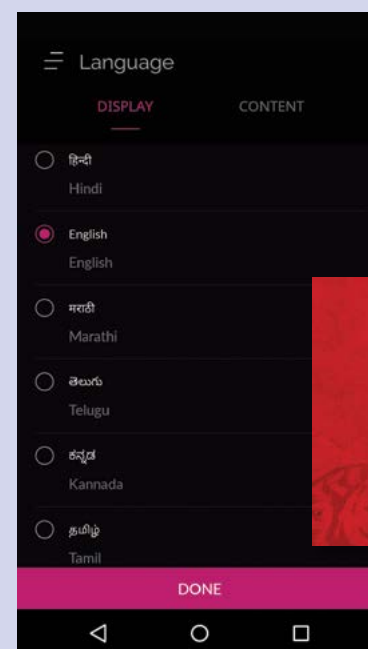 Language
DISPLAY CONTENT
हिन्दी
Hindi
English
English
मराठी
Marathi
తెలుగు
Telugu
ಕನ್ನಡ
Kannada
தமிழ்
Tamil
DONE